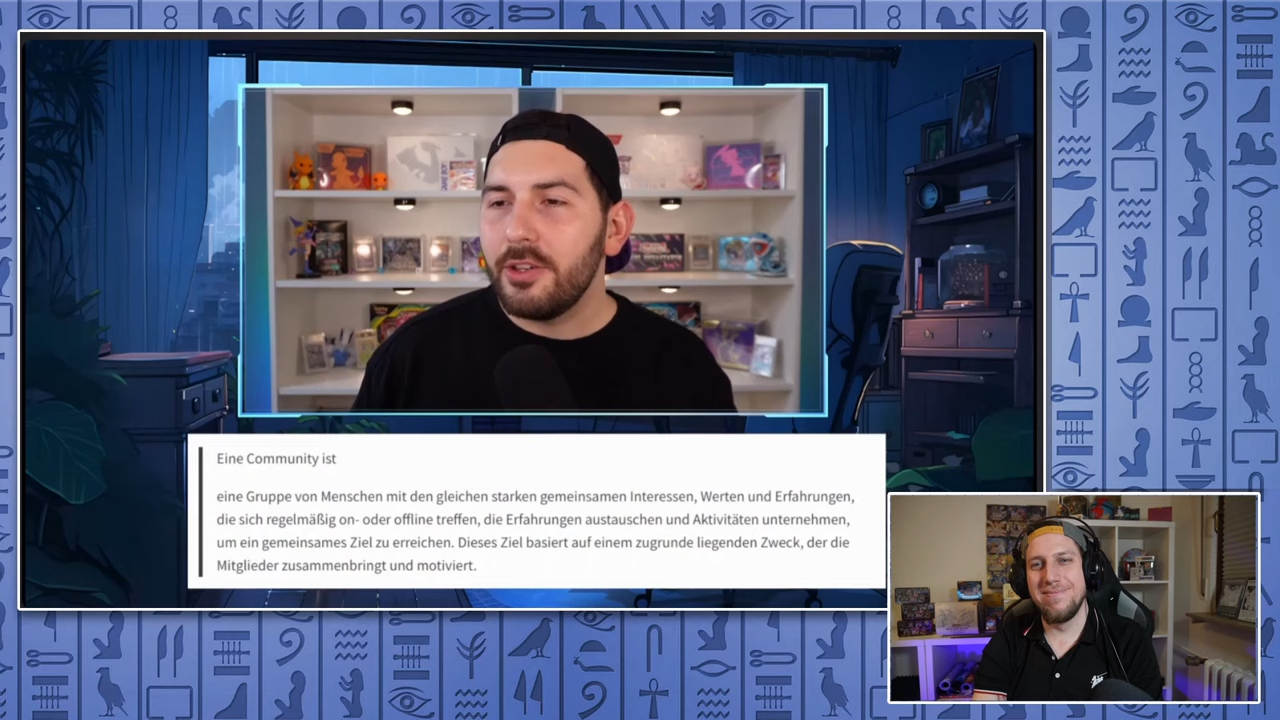 Eine Community ist
eine Gruppe von Menschen mit den gleichen starken gemeinsamen Interessen, Werten und Erfahrungen,
die sich regelmäßig on- oder offline treffen, die Erfahrungen austauschen und Aktivitäten unternehmen,
um ein gemeinsames Ziel zu erreichen. Dieses Ziel basiert auf einem zugrunde liegenden Zweck, der die
Mitglieder zusammenbringt und motiviert.